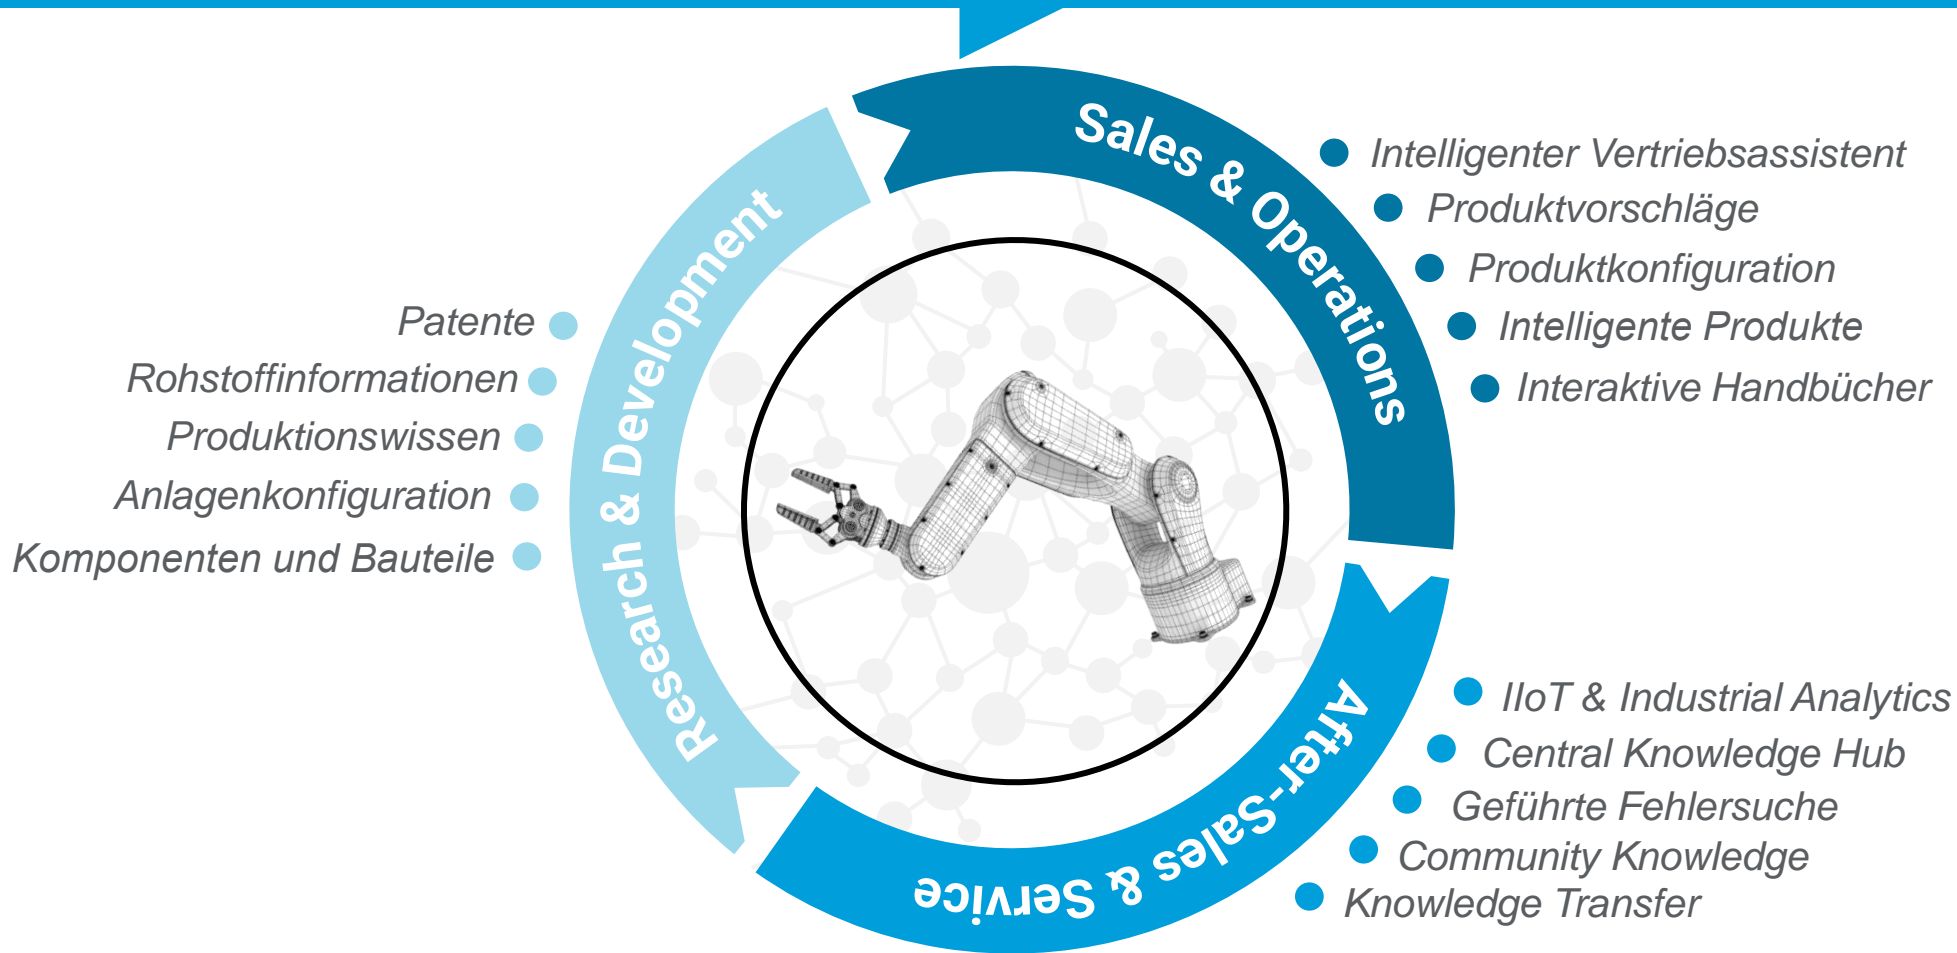 Sales & Operations
Intelligenter Vertriebsassistent
Produktvorschläge
Produktkonfiguration
Intelligente Produkte
Interaktive Handbücher
Research & Development
Patente
Rohstoffinformationen
Produktionswissen
Anlagenkonfiguration
Komponenten und Bauteile
After-Sales & Service
IIoT & Industrial Analytics
Central Knowledge Hub
Geführte Fehlersuche
Community Knowledge
Knowledge Transfer